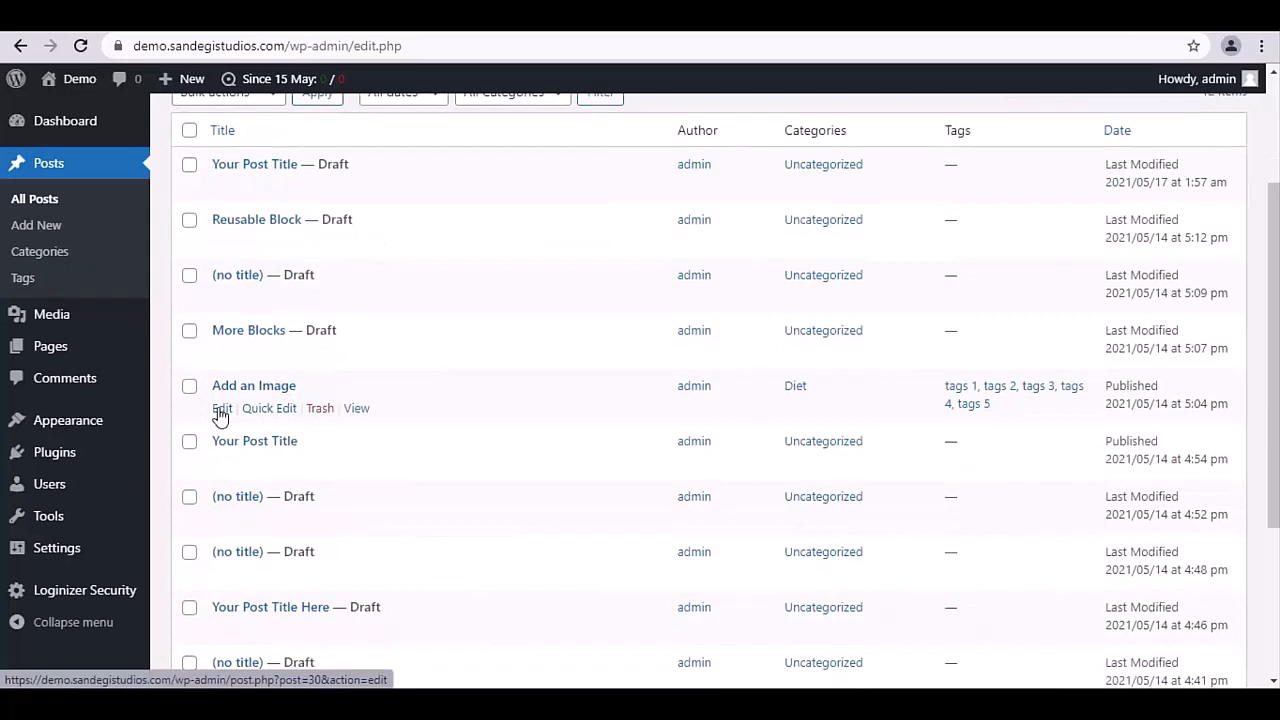 demo.sandegistudios.com/wp-admin/edit.php
Demo 0 New Since 15 May: 0 / 0 Howdy, admin
Bulk actions Apply All dates All Categories Filter 12 items
Dashboard
Posts
All Posts
Add New
Categories
Tags
Media
Pages
Comments
Appearance
Plugins
Users
Tools
Settings
Loginizer Security
Collapse menu
Title Author Categories Tags Date
Your Post Title — Draft admin Uncategorized — Last Modified
2021/05/17 at 1:57 am
Reusable Block — Draft admin Uncategorized — Last Modified
2021/05/14 at 5:12 pm
(no title) — Draft admin Uncategorized — Last Modified
2021/05/14 at 5:09 pm
More Blocks — Draft admin Uncategorized — Last Modified
2021/05/14 at 5:07 pm
Add an Image admin Diet tags 1, tags 2, tags 3, tags Published
Edit | Quick Edit | Trash | View 4, tags 5 2021/05/14 at 5:04 pm
Your Post Title admin Uncategorized — Published
2021/05/14 at 4:54 pm
(no title) — Draft admin Uncategorized — Last Modified
2021/05/14 at 4:52 pm
(no title) — Draft admin Uncategorized — Last Modified
2021/05/14 at 4:48 pm
Your Post Title Here — Draft admin Uncategorized — Last Modified
2021/05/14 at 4:46 pm
(no title) — Draft admin Uncategorized — Last Modified
2021/05/14 at 4:41 pm
https://demo.sandegistudios.com/wp-admin/post.php?post=30&action=edit